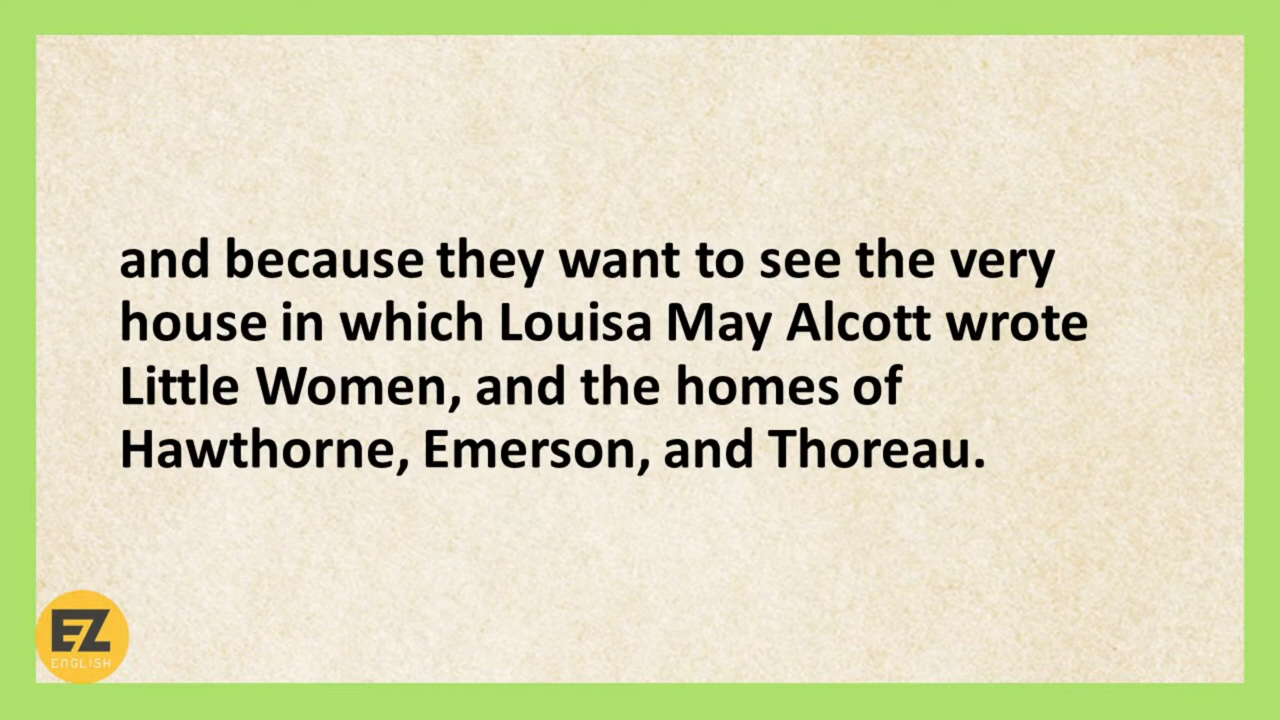 and because they want to see the very
house in which Louisa May Alcott wrote
Little Women, and the homes of
Hawthorne, Emerson, and Thoreau.
EZ
ENGLISH